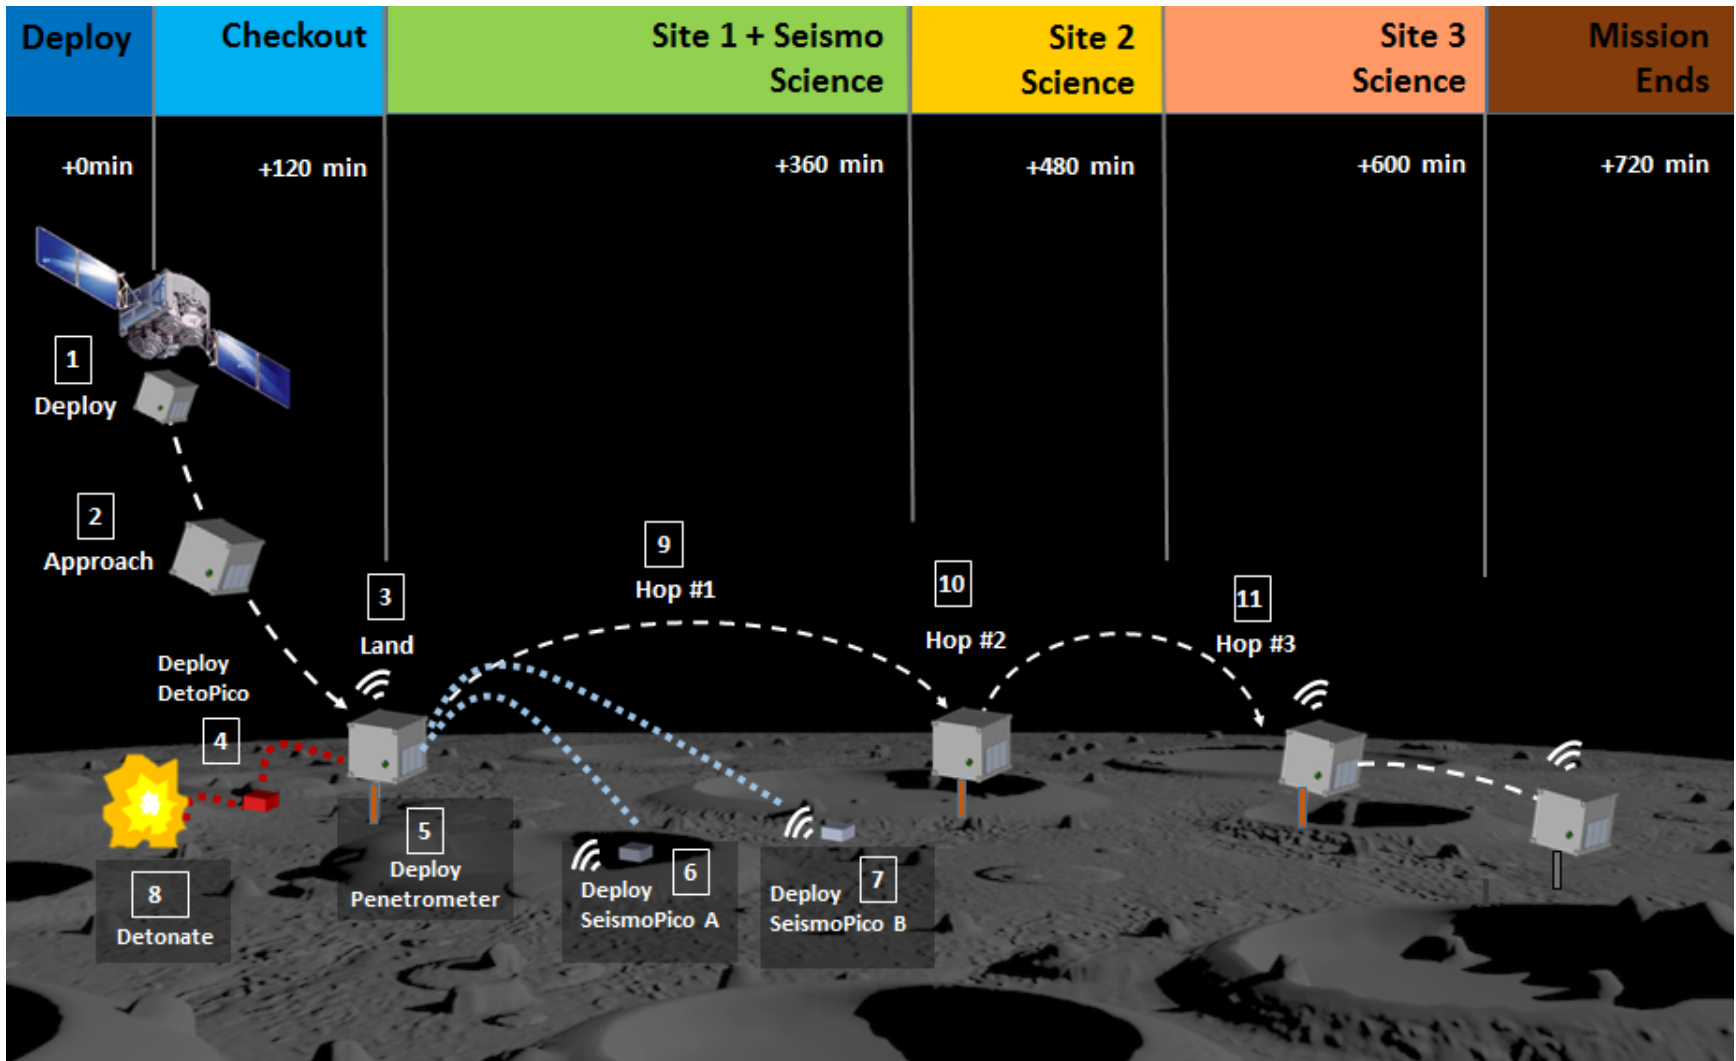 Deploy
Checkout
Site 1 + Seismo
Science
Site 2
Science
Site 3
Science
Mission
Ends
+0min
+120 min
+360 min
+480 min
+600 min
+720 min
1
Deploy
2
Approach
3
Land
Deploy
DetoPico
4
5
Deploy
Penetrometer
6
Deploy
SeismoPico A
7
Deploy
SeismoPico B
8
Detonate
9
Hop #1
10
Hop #2
11
Hop #3